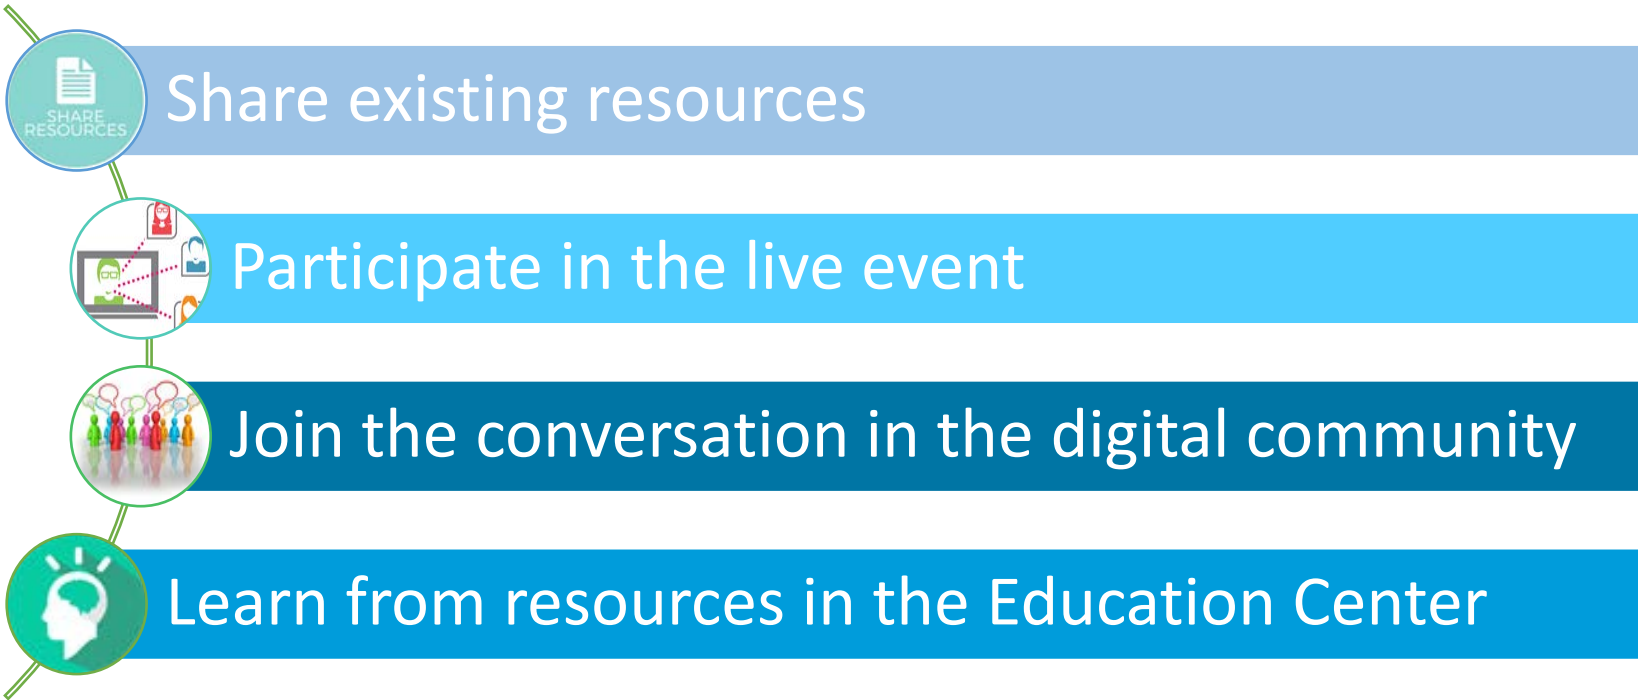 SHARE
RESOURCES
Share existing resources
Participate in the live event
Join the conversation in the digital community
Learn from resources in the Education Center